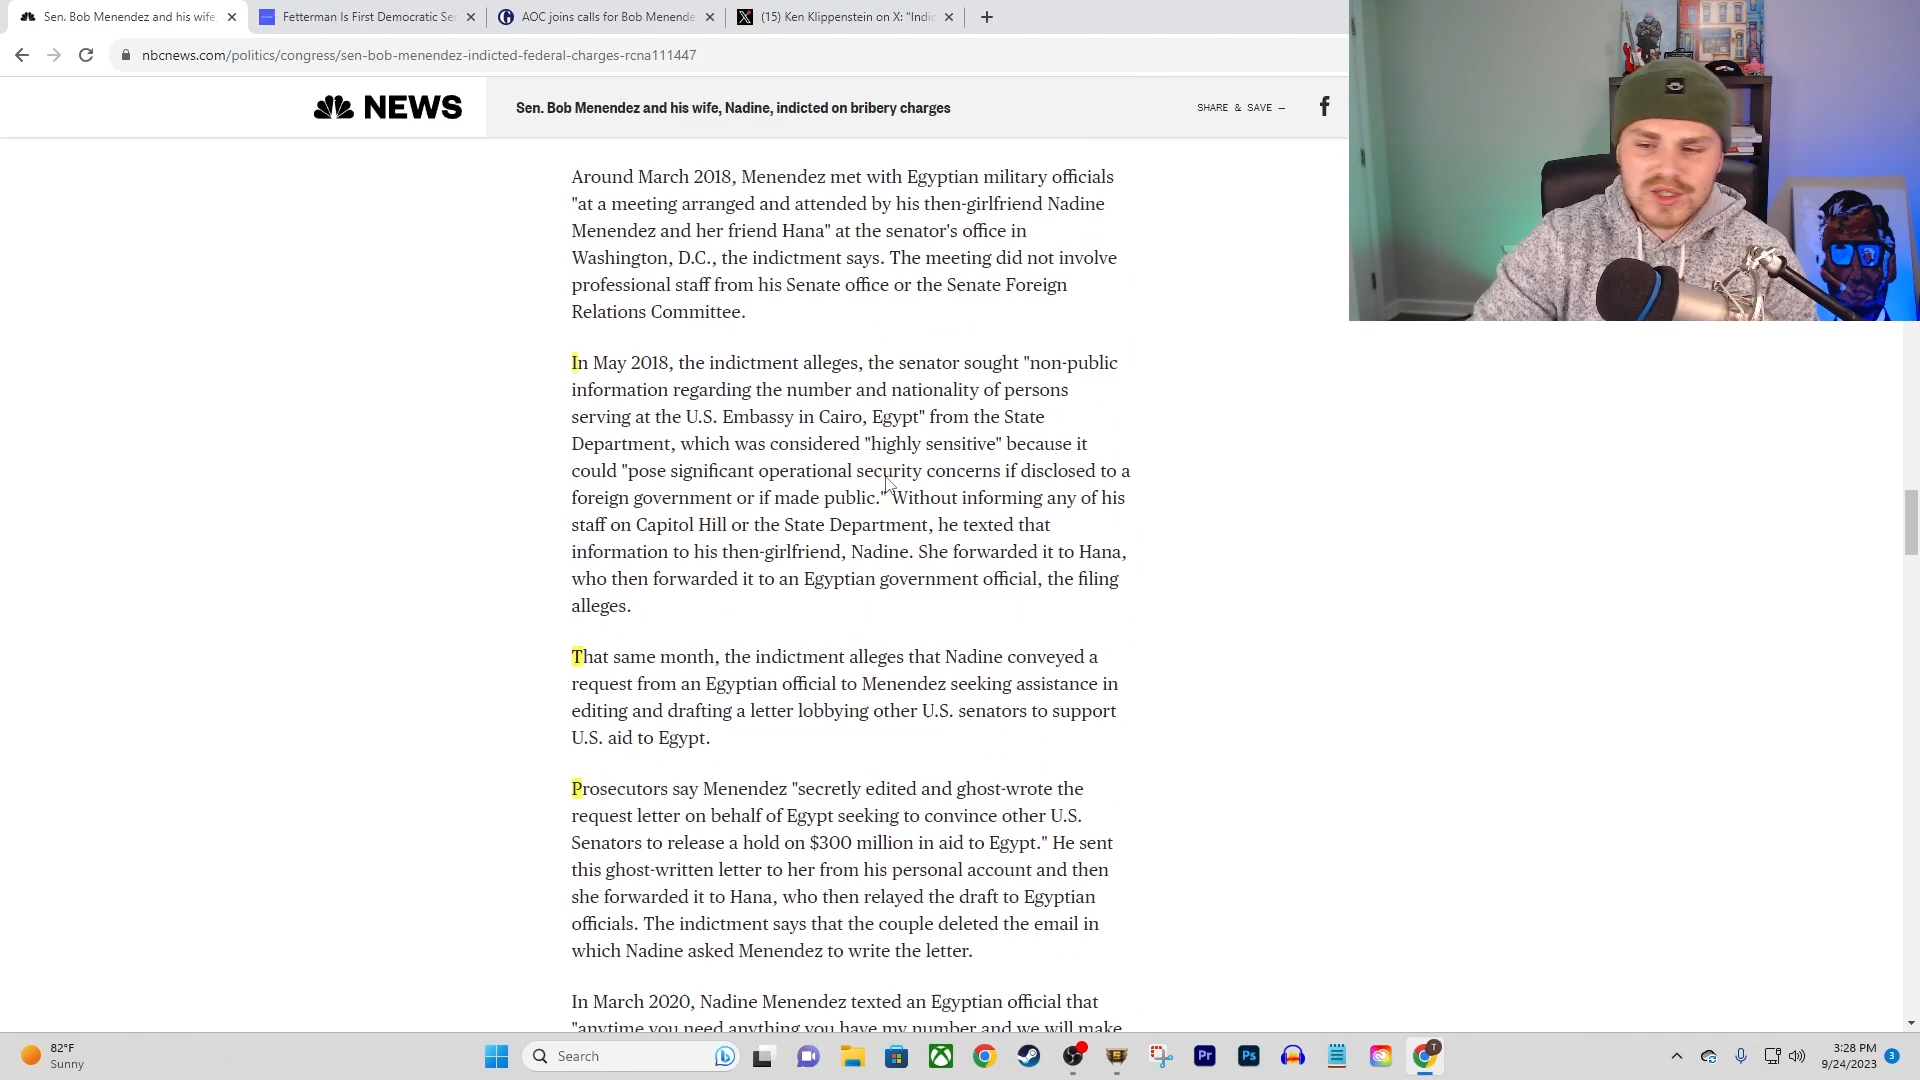 Sen. Bob Menendez and his wife,
Fetterman Is First Democratic Ser
AOC joins calls for Bob Menende
(15) Ken Klippenstein on X: "Indic
nbcnews.com/politics/congress/sen-bob-menendez-indicted-federal-charges-rcna111447
NEWS
Sen. Bob Menendez and his wife, Nadine, indicted on bribery charges
SHARE & SAVE —
Around March 2018, Menendez met with Egyptian military officials
"at a meeting arranged and attended by his then-girlfriend Nadine
Menendez and her friend Hana" at the senator's office in
Washington, D.C., the indictment says. The meeting did not involve
professional staff from his Senate office or the Senate Foreign
Relations Committee.
In May 2018, the indictment alleges, the senator sought "non-public
information regarding the number and nationality of persons
serving at the U.S. Embassy in Cairo, Egypt" from the State
Department, which was considered "highly sensitive" because it
could "pose significant operational security concerns if disclosed to a
foreign government or if made public." Without informing any of his
staff on Capitol Hill or the State Department, he texted that
information to his then-girlfriend, Nadine. She forwarded it to Hana,
who then forwarded it to an Egyptian government official, the filing
alleges.
That same month, the indictment alleges that Nadine conveyed a
request from an Egyptian official to Menendez seeking assistance in
editing and drafting a letter lobbying other U.S. senators to support
U.S. aid to Egypt.
Prosecutors say Menendez "secretly edited and ghost-wrote the
request letter on behalf of Egypt seeking to convince other U.S.
Senators to release a hold on $300 million in aid to Egypt." He sent
this ghost-written letter to her from his personal account and then
she forwarded it to Hana, who then relayed the draft to Egyptian
officials. The indictment says that the couple deleted the email in
which Nadine asked Menendez to write the letter.
In March 2020, Nadine Menendez texted an Egyptian official that
"anytime you need anything you have my number and we will make
82°F
Sunny
Search
Pr
Ps
T
3:28 PM
9/24/2023
3